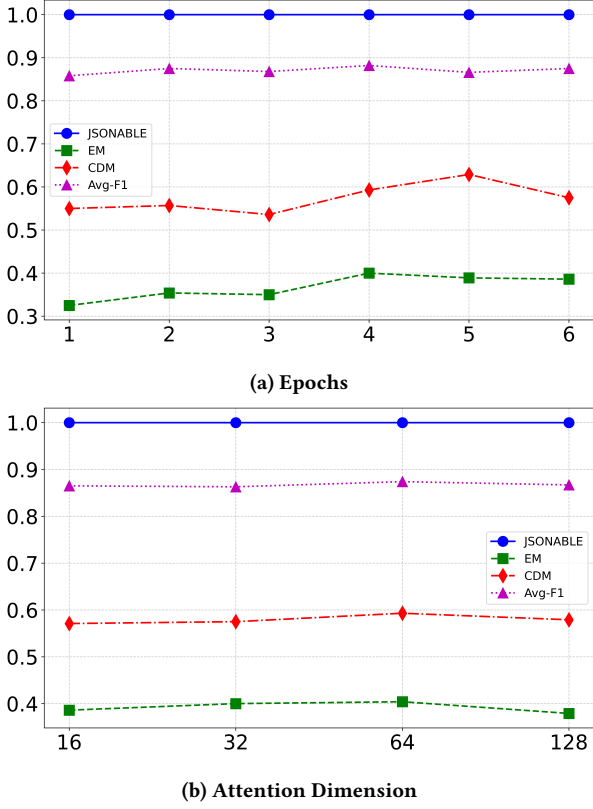 1.0
0.9
0.8
0.7
0.6
0.5
0.4
0.3
JSONABLE
EM
CDM
Avg-F1
1 2 3 4 5 6
(a) Epochs
1.0
0.9
0.8
0.7
0.6
0.5
0.4
JSONABLE
EM
CDM
Avg-F1
16 32 64 128
(b) Attention Dimension